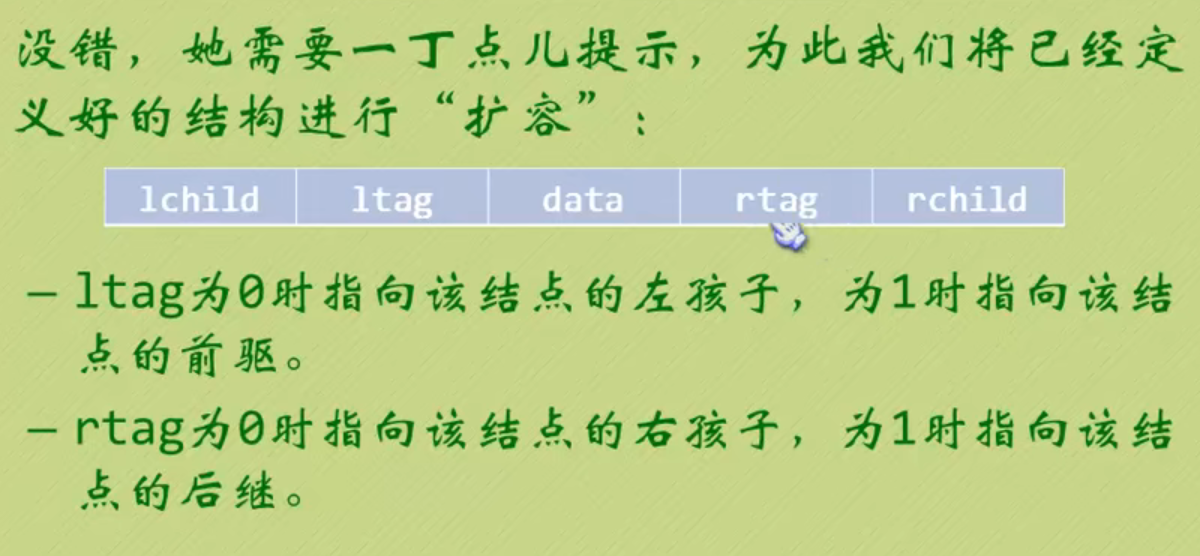 没错，她需要一丁点儿提示，为此我们将已经定
义好的结构进行“扩容”：
lchild ltag data rtag rchild
– ltag为0时指向该结点的左孩子，为1时指向该结
点的前驱。
– rtag为0时指向该结点的右孩子，为1时指向该结
点的后继。